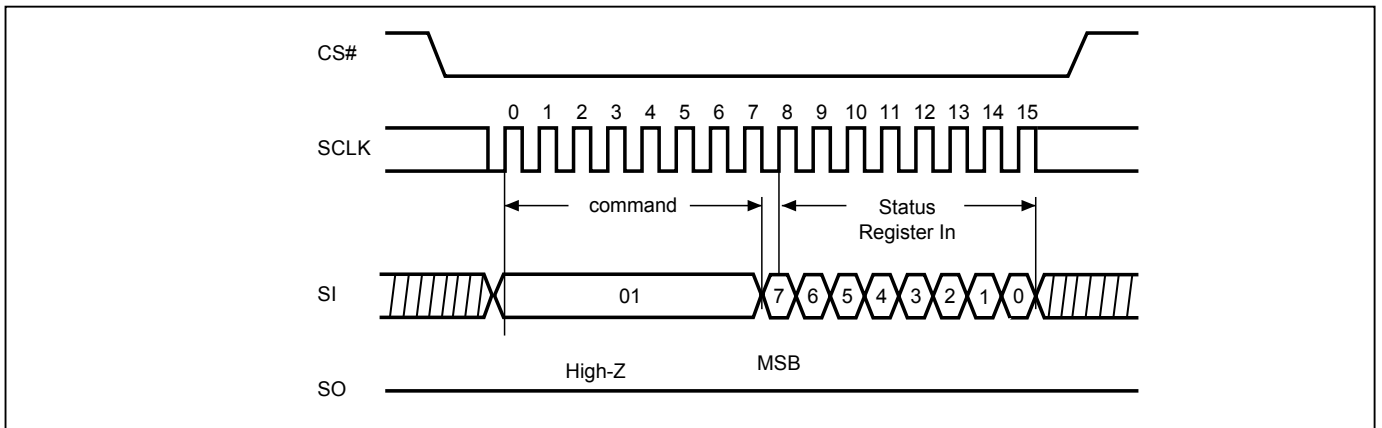 CS#
0 1 2 3 4 5 6 7 8 9 10 11 12 13 14 15
SCLK
command
Status
Register In
SI
01
7 6 5 4 3 2 1 0
High-Z
MSB
SO